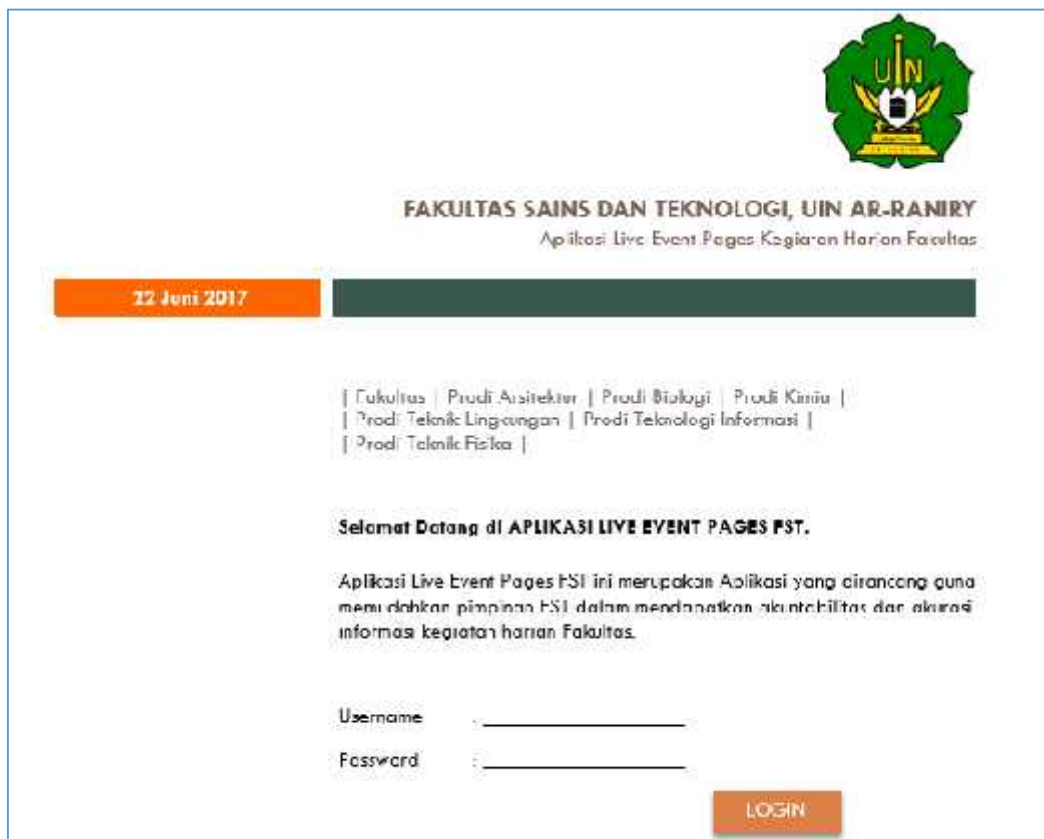 UIN
FAKULTAS SAINS DAN TEKNOLOGI, UIN AR-RANIRY
Aplikasi Live Event Pages Kegiatan Harian Fakultas
22 Juni 2017
| Fakultas | Prodi Arsitektur | Prodi Biologi | Prodi Kimia |
| Prodi Teknik Lingkungan | Prodi Teknologi Informasi |
| Prodi Teknik Fisika |
Selamat Datang di APLIKASI LIVE EVENT PAGES FST.
Aplikasi Live Event Pages FST ini merupakan Aplikasi yang dirancang guna
memudahkan pimpinan FST dalam mendapatkan akuntabilitas dan akurasi
informasi kegiatan harian Fakultas.
Username :
Password :
LOGIN